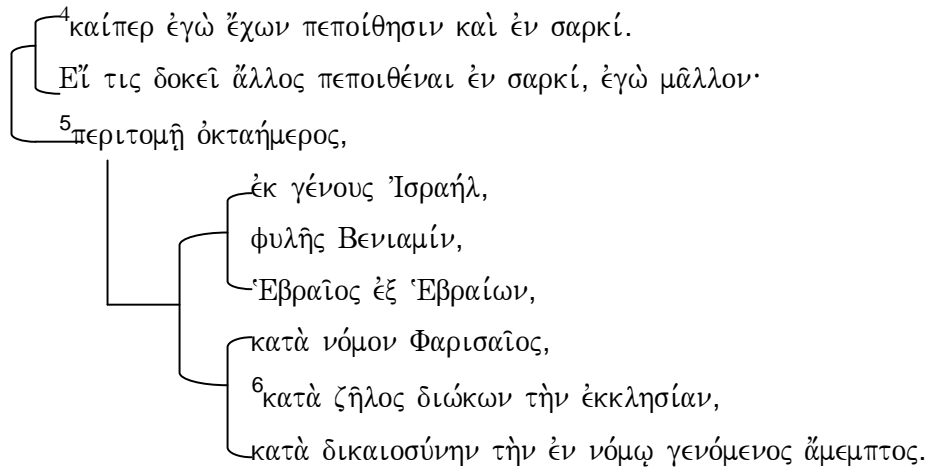 4καίπερ ἐγὼ ἔχων πεποίθησιν καὶ ἐν σαρκί.
Εἴ τις δοκεῖ ἄλλος πεποιθέναι ἐν σαρκί, ἐγὼ μᾶλλον·
5περιτομῇ ὀκταήμερος,
ἐκ γένους Ἰσραήλ,
φυλῆς Βενιαμίν,
Ἑβραῖος ἐξ Ἑβραίων,
κατὰ νόμον Φαρισαῖος,
6κατὰ ζῆλος διώκων τὴν ἐκκλησίαν,
κατὰ δικαιοσύνην τὴν ἐν νόμῳ γενόμενος ἄμεμπτος.